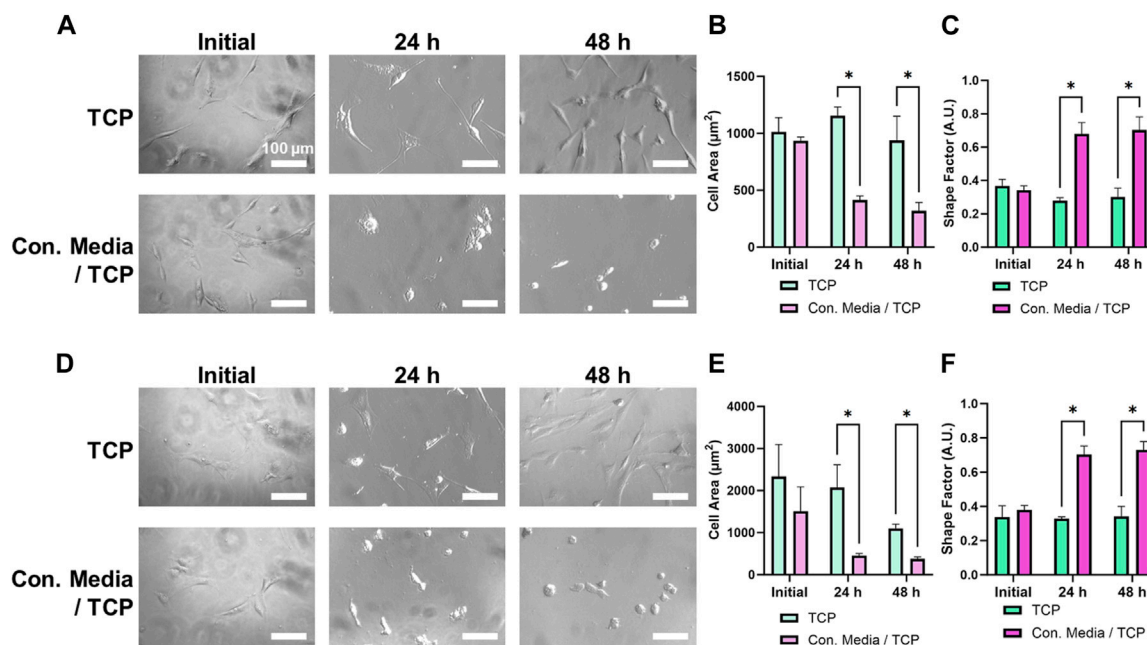 A
Initial
24 h
48 h
TCP
100 µm
Con. Media
/ TCP
B
1500
1000
500
0
Cell Area (µm²)
*
*
Initial
24 h
48 h
TCP
Con. Media / TCP
C
1.0
0.8
0.6
0.4
0.2
0.0
Shape Factor (A.U.)
*
*
Initial
24 h
48 h
TCP
Con. Media / TCP
D
Initial
24 h
48 h
TCP
Con. Media
/ TCP
E
4000
3000
2000
1000
0
Cell Area (µm²)
*
*
Initial
24 h
48 h
TCP
Con. Media / TCP
F
1.0
0.8
0.6
0.4
0.2
0.0
Shape Factor (A.U.)
*
*
Initial
24 h
48 h
TCP
Con. Media / TCP